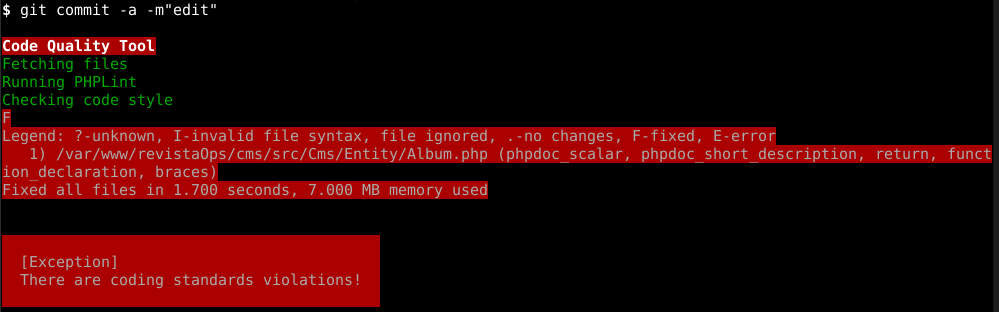 $ git commit -a -m"edit"
Code Quality Tool
Fetching files
Running PHPLint
Checking code style
F
Legend: ?-unknown, I-invalid file syntax, file ignored, .-no changes, F-fixed, E-error
   1) /var/www/revistaOps/cms/src/Cms/Entity/Album.php (phpdoc_scalar, phpdoc_short_description, return, funct
ion_declaration, braces)
Fixed all files in 1.700 seconds, 7.000 MB memory used
[Exception]
There are coding standards violations!